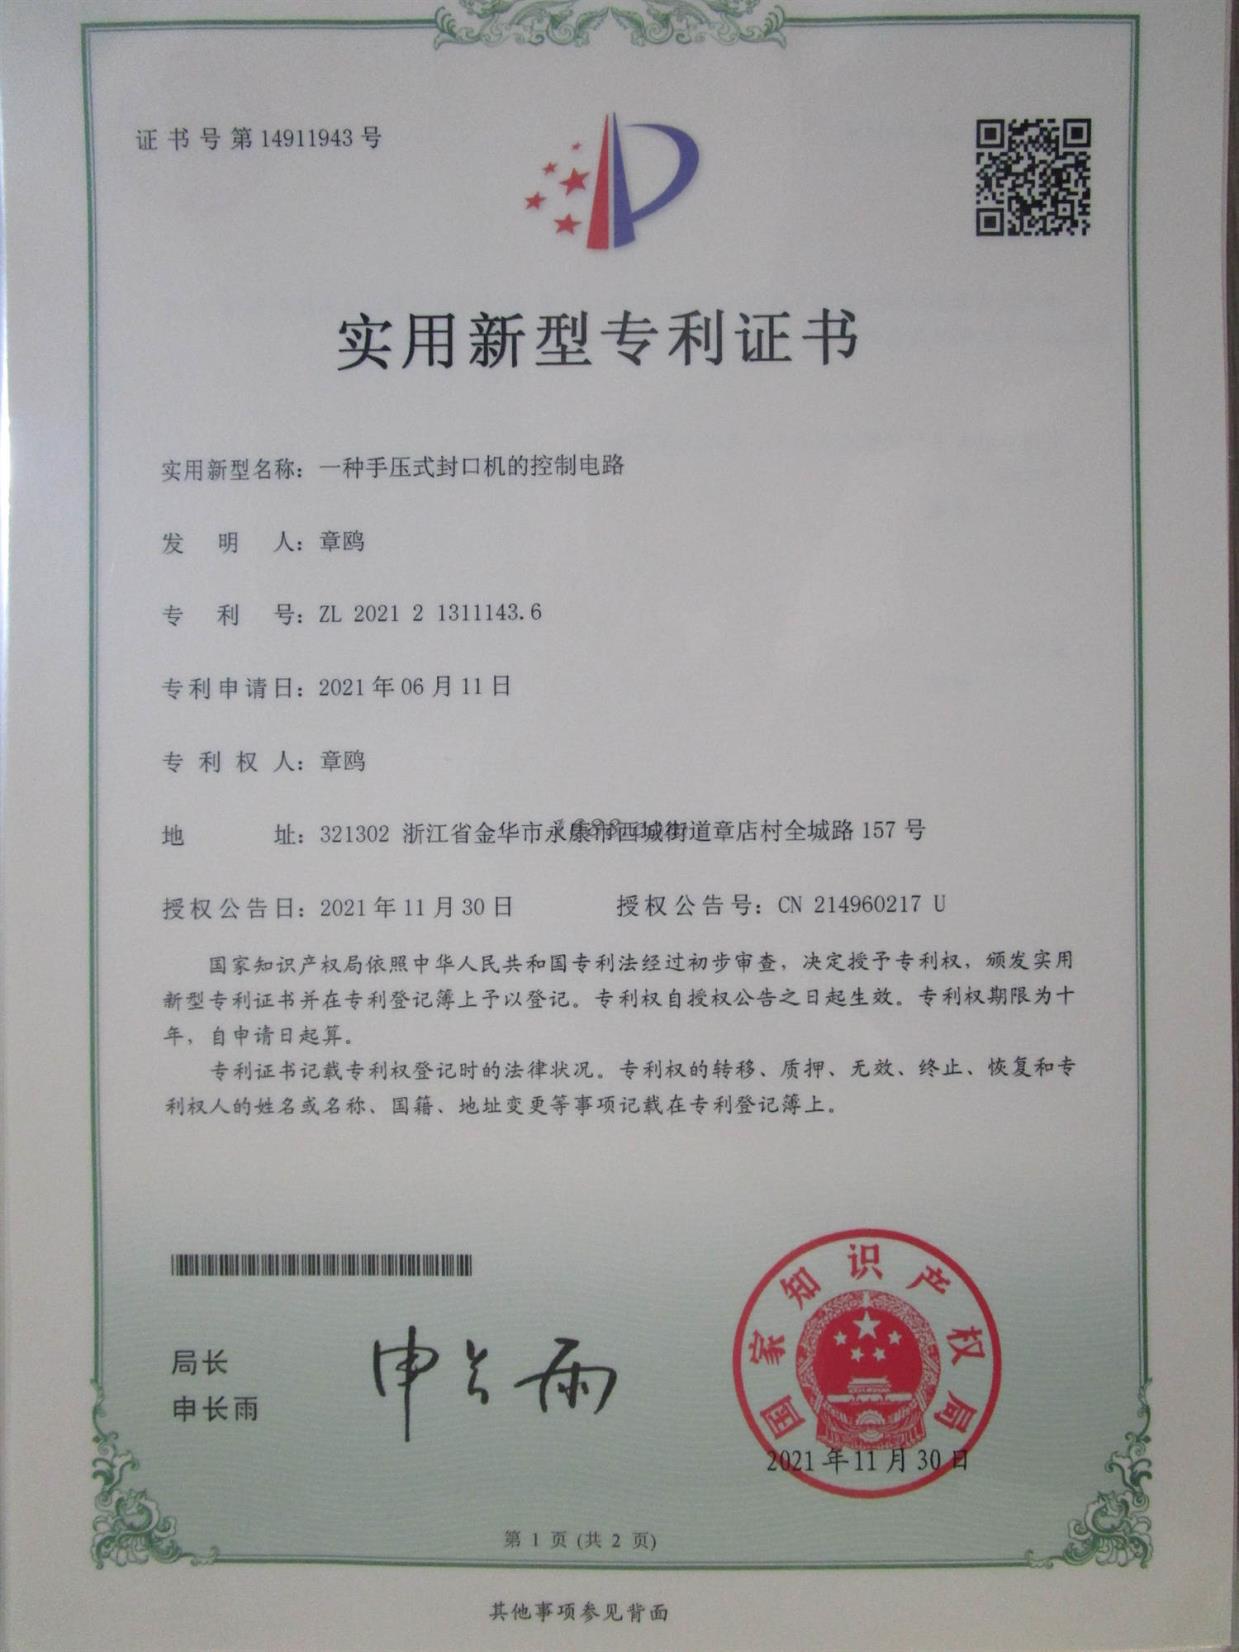 证书号第14911943号
实用新型专利证书
实用新型名称：一种手压式封口机的控制电路
发明人：章鸥
专利号：ZL 2021 2 1311143.6
专利申请日：2021年06月11日
专利权人：章鸥
地址：321302 浙江省金华市永康市西城街道章店村全城路157号
授权公告日：2021年11月30日 授权公告号：CN 214960217 U
国家知识产权局依照中华人民共和国专利法经过初步审查，决定授予专利权，颁发实用
新型专利证书并在专利登记簿上予以登记。专利权自授权公告之日起生效。专利权期限为十
年，自申请日起算。
专利证书记载专利权登记时的法律状况。专利权的转移、质押、无效、终止、恢复和专
利权人的姓名或名称、国籍、地址变更等事项记载在专利登记簿上。
局长
申长雨
申长雨
国家知识产权局
2021年11月30日
第 1 页 (共 2 页)
其他事项参见背面